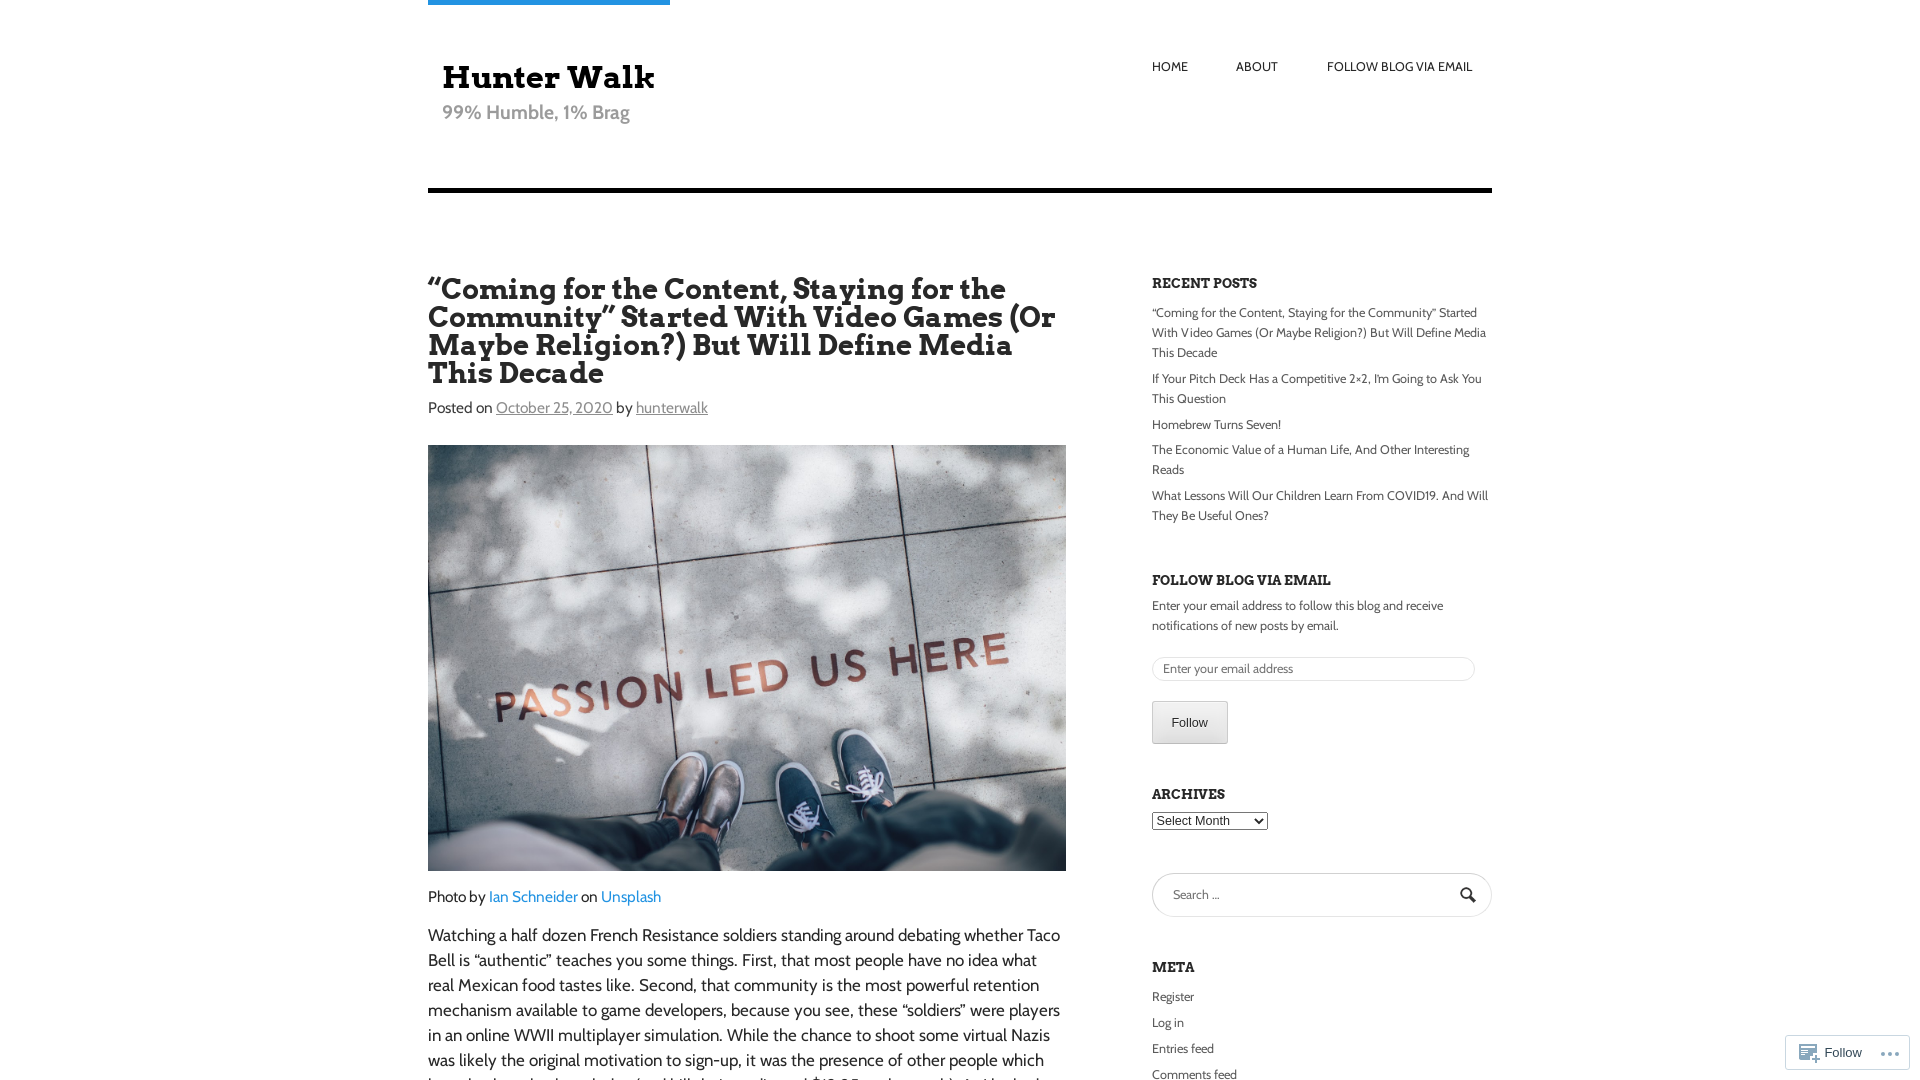 Hunter Walk
99% Humble, 1% Brag
HOME
ABOUT
FOLLOW BLOG VIA EMAIL
“Coming for the Content, Staying for the
Community” Started With Video Games (Or
Maybe Religion?) But Will Define Media
This Decade
Posted on October 25, 2020 by hunterwalk
PASSION LED US HERE
Photo by Ian Schneider on Unsplash
Watching a half dozen French Resistance soldiers standing around debating whether Taco
Bell is “authentic” teaches you some things. First, that most people have no idea what
real Mexican food tastes like. Second, that community is the most powerful retention
mechanism available to game developers, because you see, these “soldiers” were players
in an online WWII multiplayer simulation. While the chance to shoot some virtual Nazis
was likely the original motivation to sign-up, it was the presence of other people which
RECENT POSTS
“Coming for the Content, Staying for the Community” Started
With Video Games (Or Maybe Religion?) But Will Define Media
This Decade
If Your Pitch Deck Has a Competitive 2×2, I’m Going to Ask You
This Question
Homebrew Turns Seven!
The Economic Value of a Human Life, And Other Interesting
Reads
What Lessons Will Our Children Learn From COVID19. And Will
They Be Useful Ones?
FOLLOW BLOG VIA EMAIL
Enter your email address to follow this blog and receive
notifications of new posts by email.
Enter your email address
Follow
ARCHIVES
Select Month
Search …
META
Register
Log in
Entries feed
Comments feed
Follow